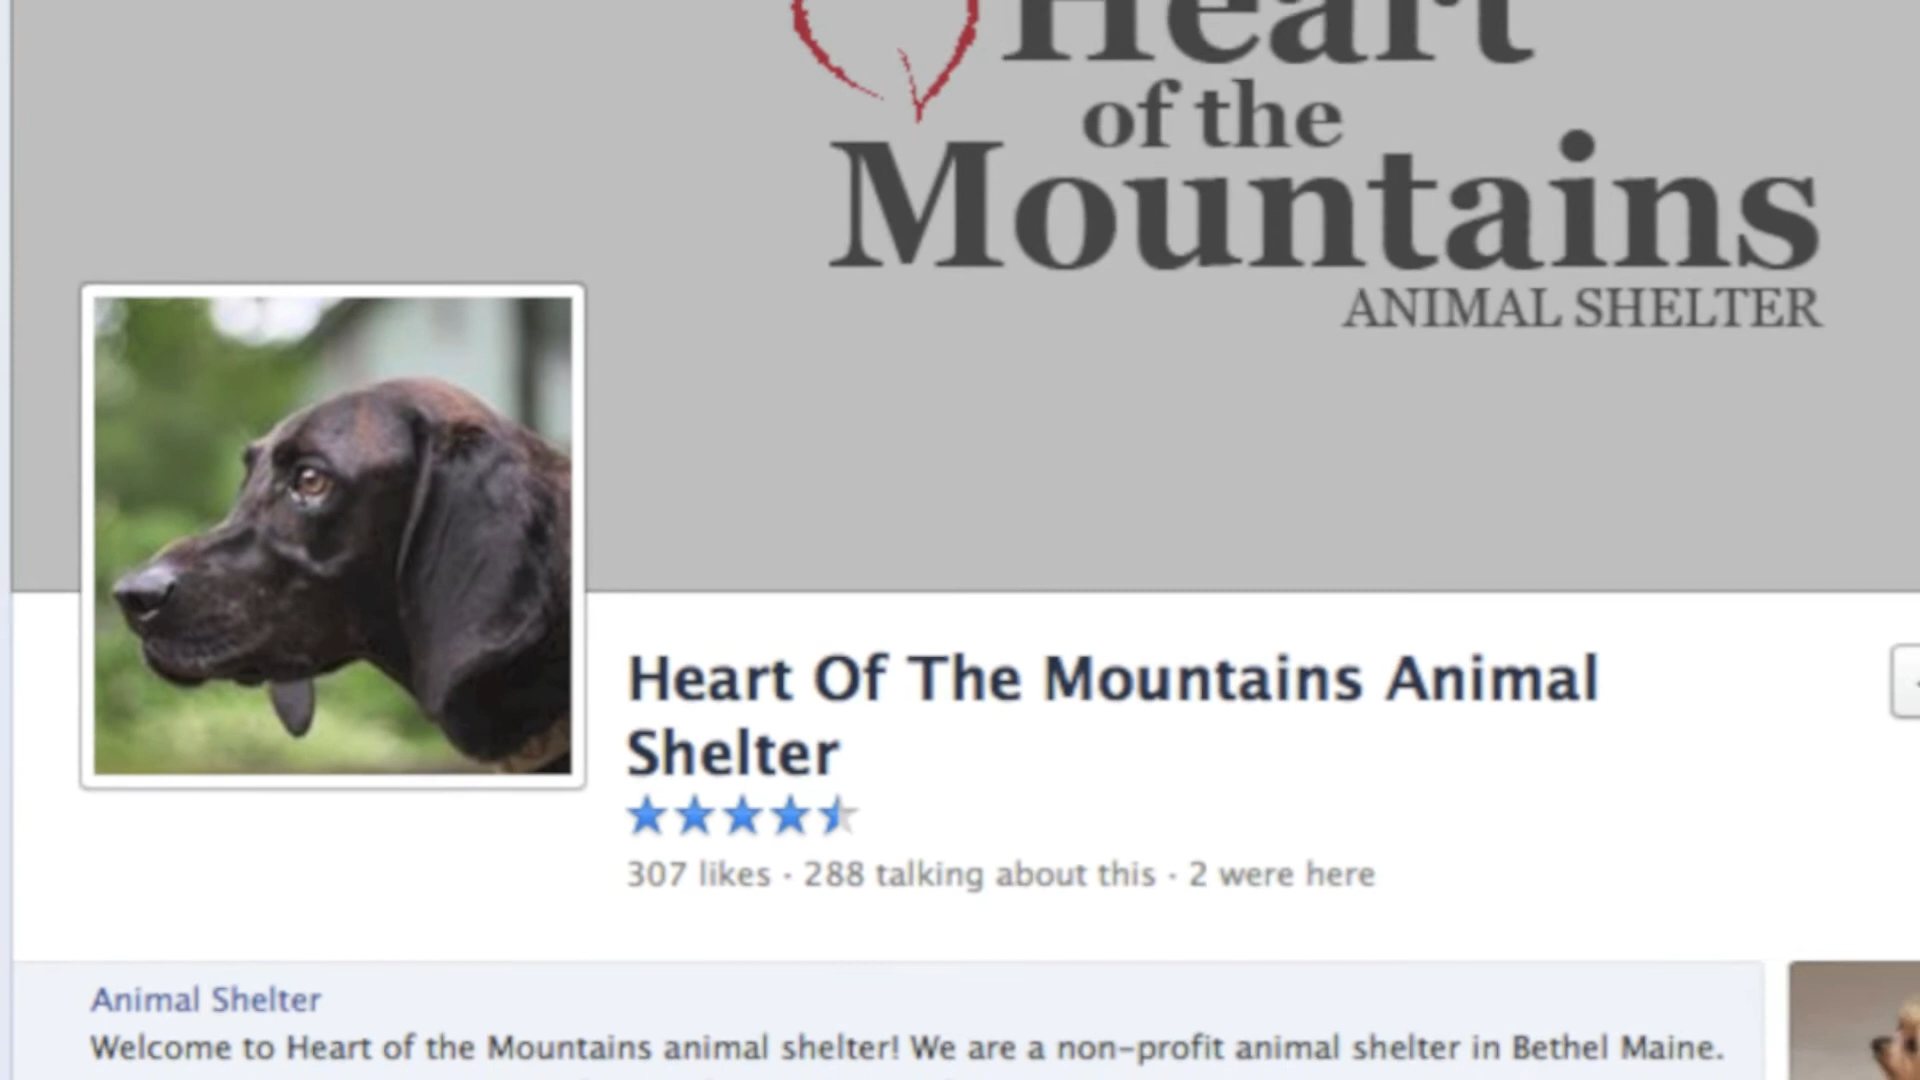 Heart
of the
Mountains
ANIMAL SHELTER
Heart Of The Mountains Animal
Shelter
307 likes · 288 talking about this · 2 were here
Animal Shelter
Welcome to Heart of the Mountains animal shelter! We are a non-profit animal shelter in Bethel Maine.